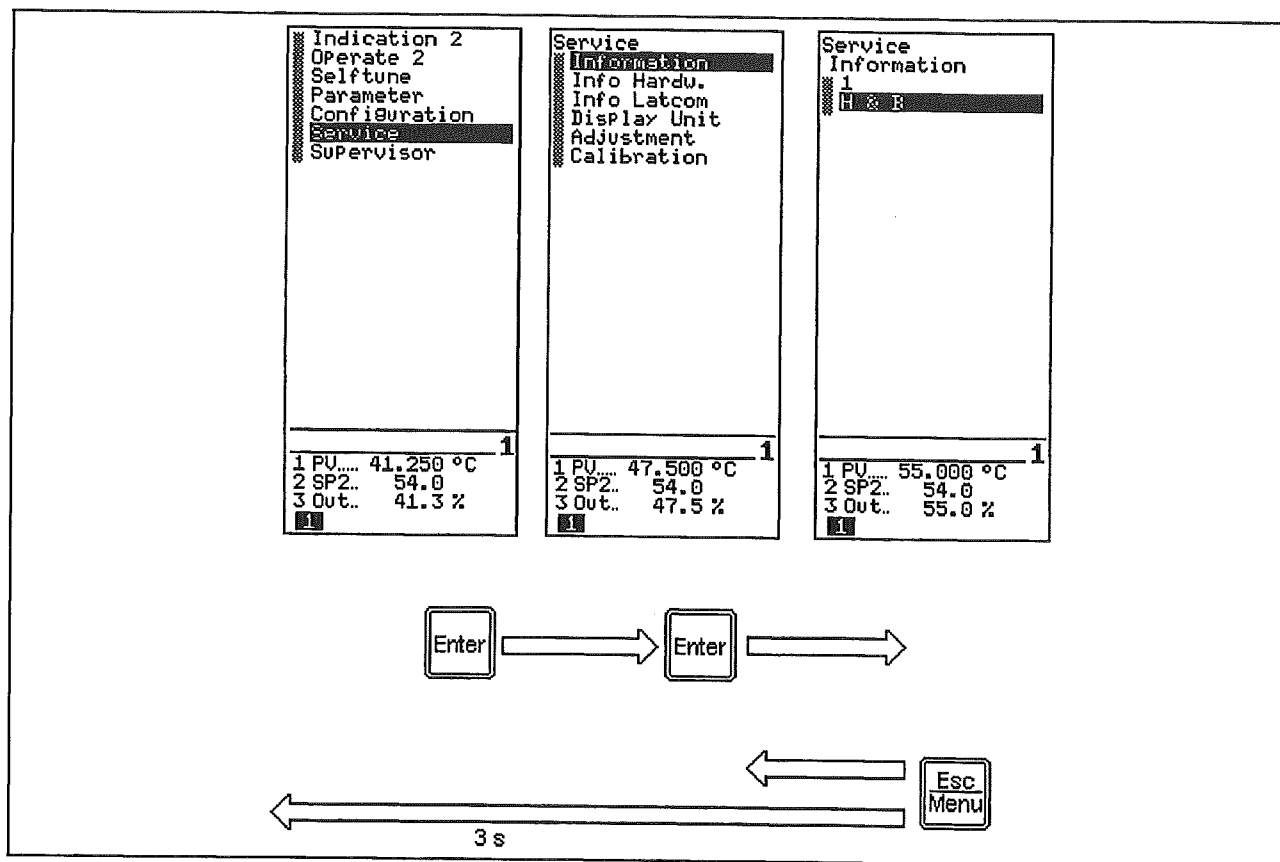 Indication 2
Operate 2
Selftune
Parameter
Configuration
Service
Supervisor
1
1 PV..... 41.250 °C
2 SP2.. 54.0
3 Out.. 41.3 %
1
Service
Information
Info Hardw.
Info Latcom
Display Unit
Adjustment
Calibration
1
1 PV..... 47.500 °C
2 SP2.. 54.0
3 Out.. 47.5 %
1
Service
Information
1
H & B
1
1 PV..... 55.000 °C
2 SP2.. 54.0
3 Out.. 55.0 %
1
Enter
Enter
Esc
Menu
3 s